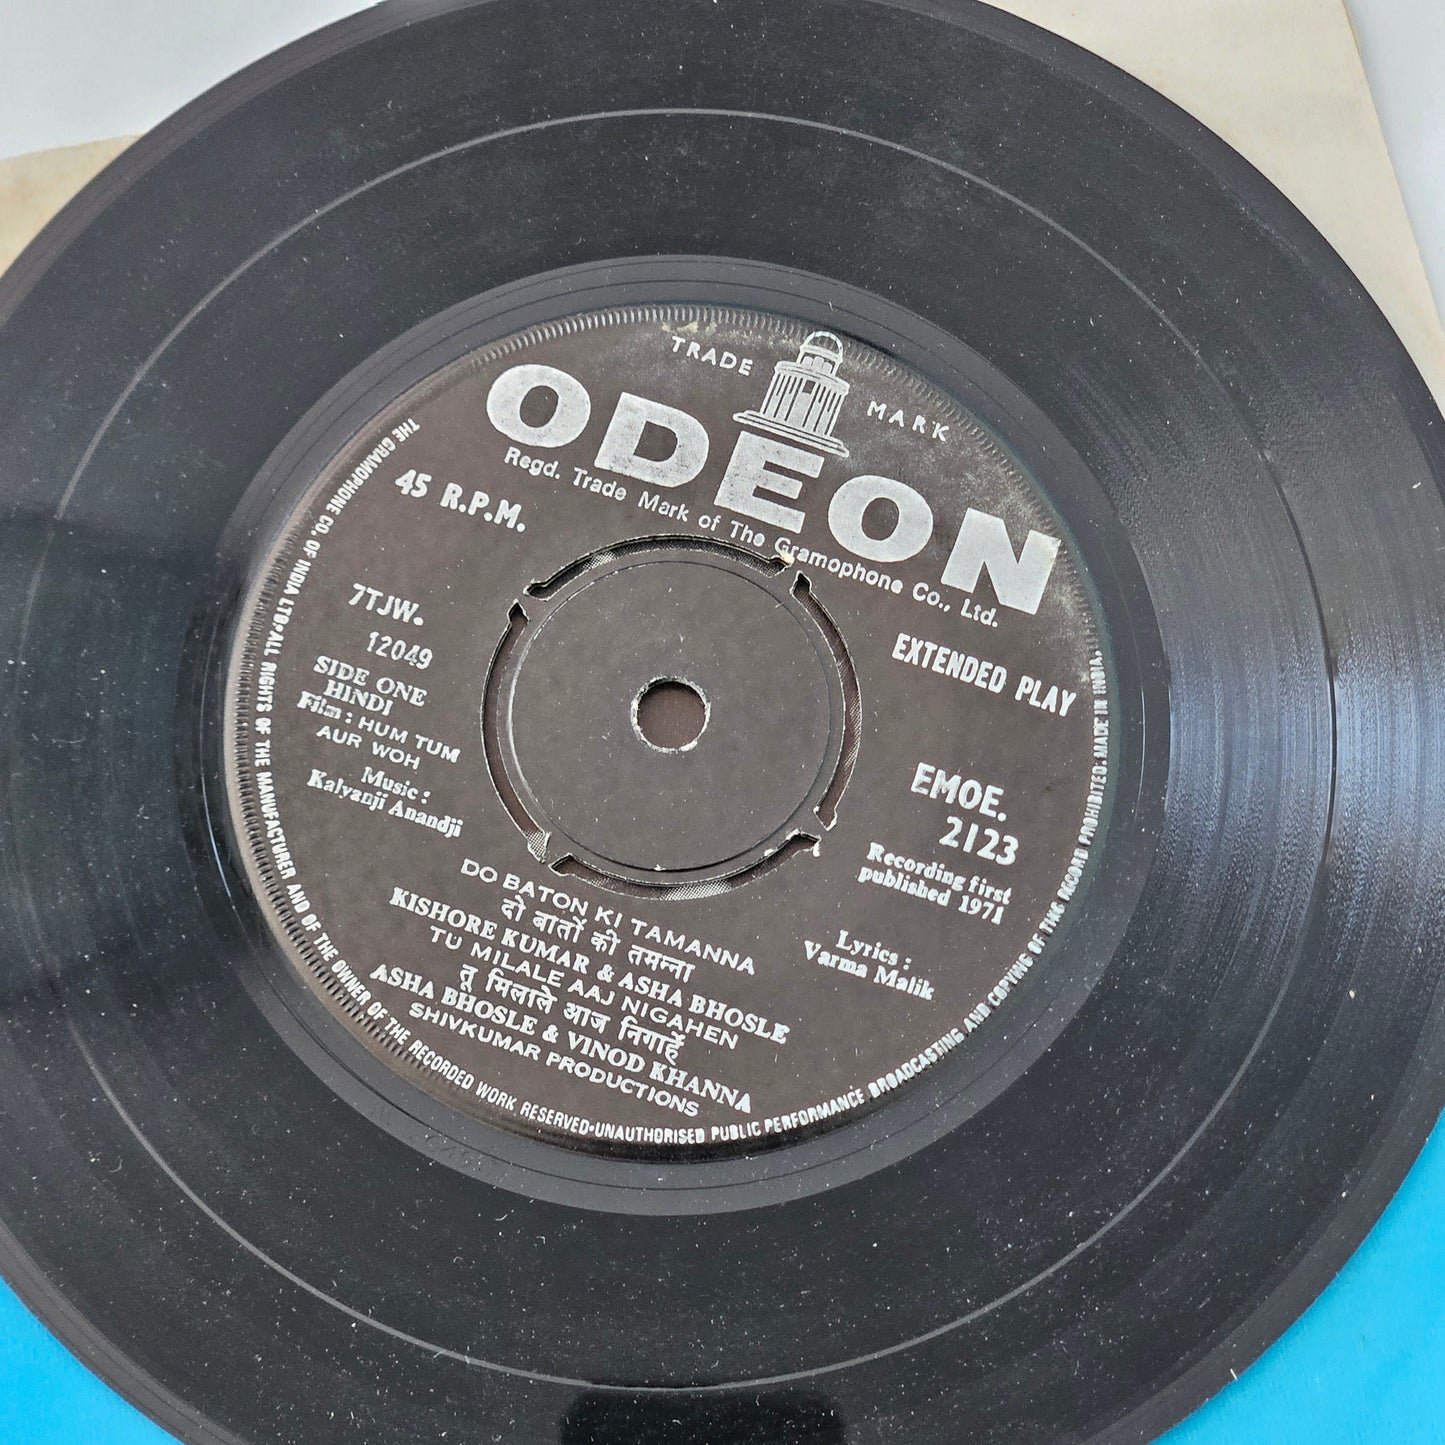 TRADE MARK
ODEON
Regd. Trade Mark of The Gramophone Co., Ltd.
45 R.P.M.
EXTENDED PLAY
7TJW.
12049
SIDE ONE
HINDI
Film : HUM TUM
AUR WOH
Music :
Kalyanji Anandji
EMOE.
2123
Recording first
published 1971
Lyrics :
Varma Malik
DO BATON KI TAMANNA
दो बातों की तमन्ना
KISHORE KUMAR & ASHA BHOSLE
TU MILALE AAJ NIGAHEN
तू मिलाले आज निगाहें
ASHA BHOSLE & VINOD KHANNA
SHIVKUMAR PRODUCTIONS
THE GRAMOPHONE CO. OF INDIA LTD•ALL RIGHTS OF THE MANUFACTURER AND OF THE OWNER OF THE RECORDED WORK RESERVED•UNAUTHORISED PUBLIC PERFORMANCE BROADCASTING AND COPYING OF THIS RECORD PROHIBITED: MADE IN INDIA.